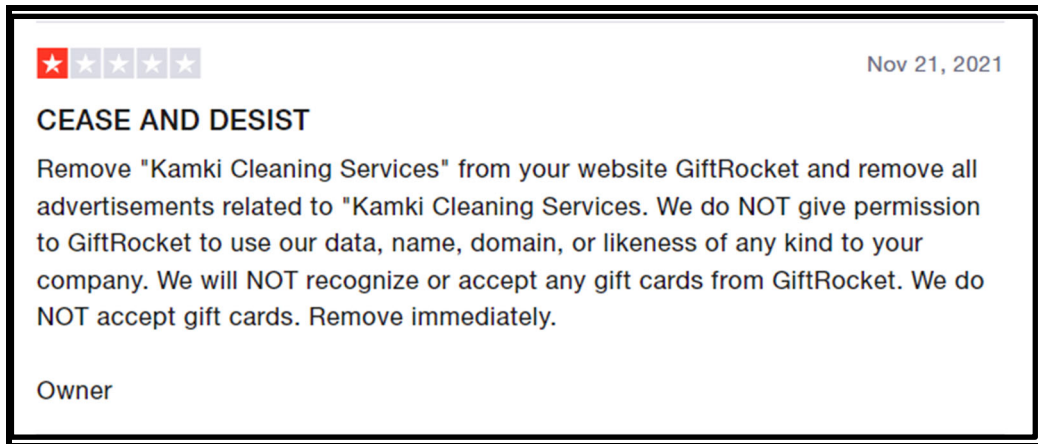 Nov 21, 2021
CEASE AND DESIST
Remove "Kamki Cleaning Services" from your website GiftRocket and remove all
advertisements related to "Kamki Cleaning Services. We do NOT give permission
to GiftRocket to use our data, name, domain, or likeness of any kind to your
company. We will NOT recognize or accept any gift cards from GiftRocket. We do
NOT accept gift cards. Remove immediately.
Owner